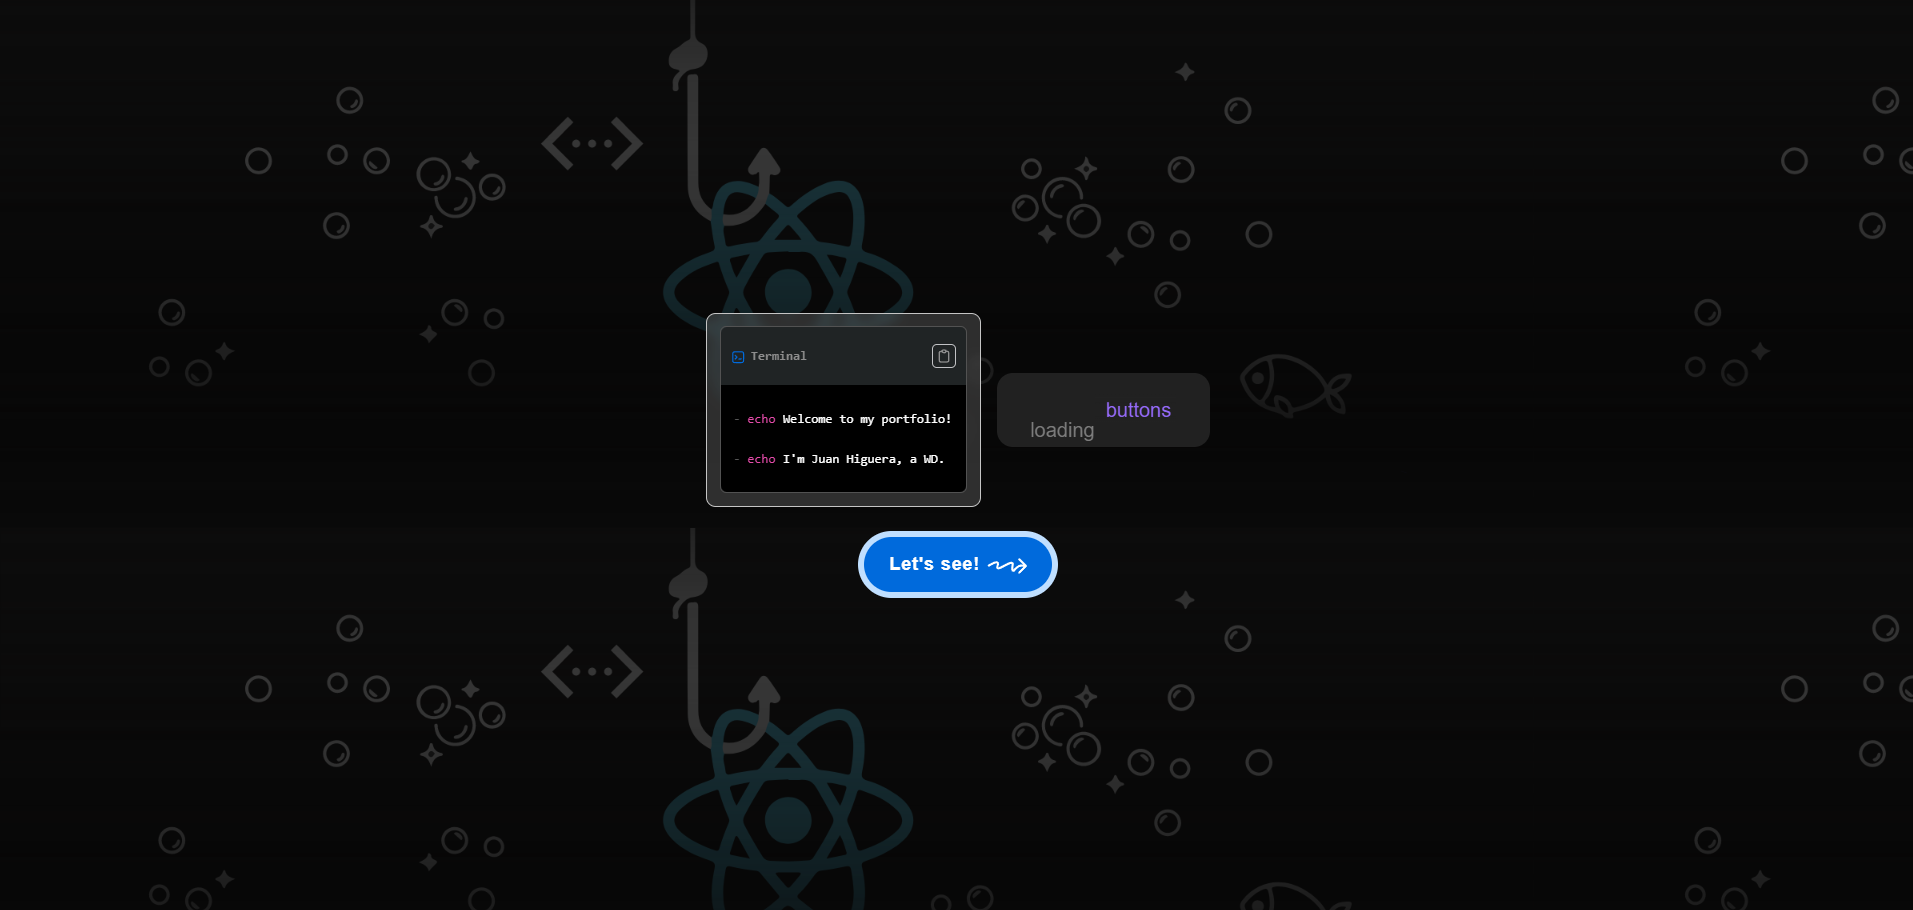 Terminal
- echo Welcome to my portfolio!
- echo I'm Juan Higuera, a WD.
loading buttons
Let's see!